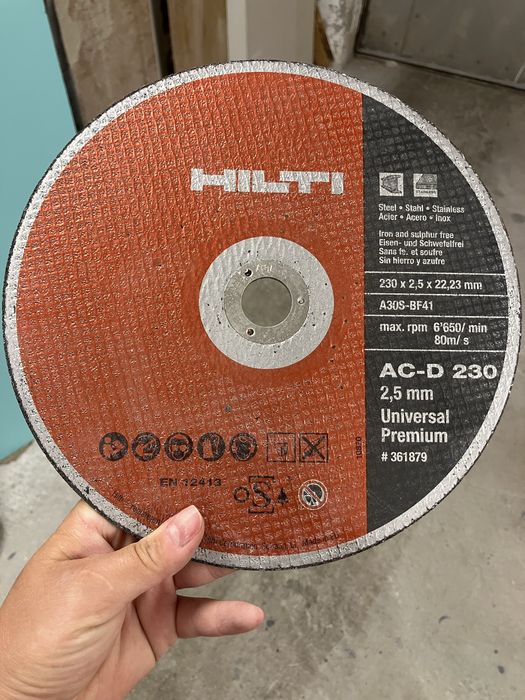 HILTI
Steel • Stahl • Stainless
Acier • Acero • Inox
Iron and sulphur free
Eisen- und Schwefelfrei
Sans fe. et soufre
Sin hierro y azufre
230 x 2,5 x 22,23 mm
A30S-BF41
max. rpm 6'650/ min
80m/ s
AC-D 230
2,5 mm
Universal
Premium
# 361879
EN 12413